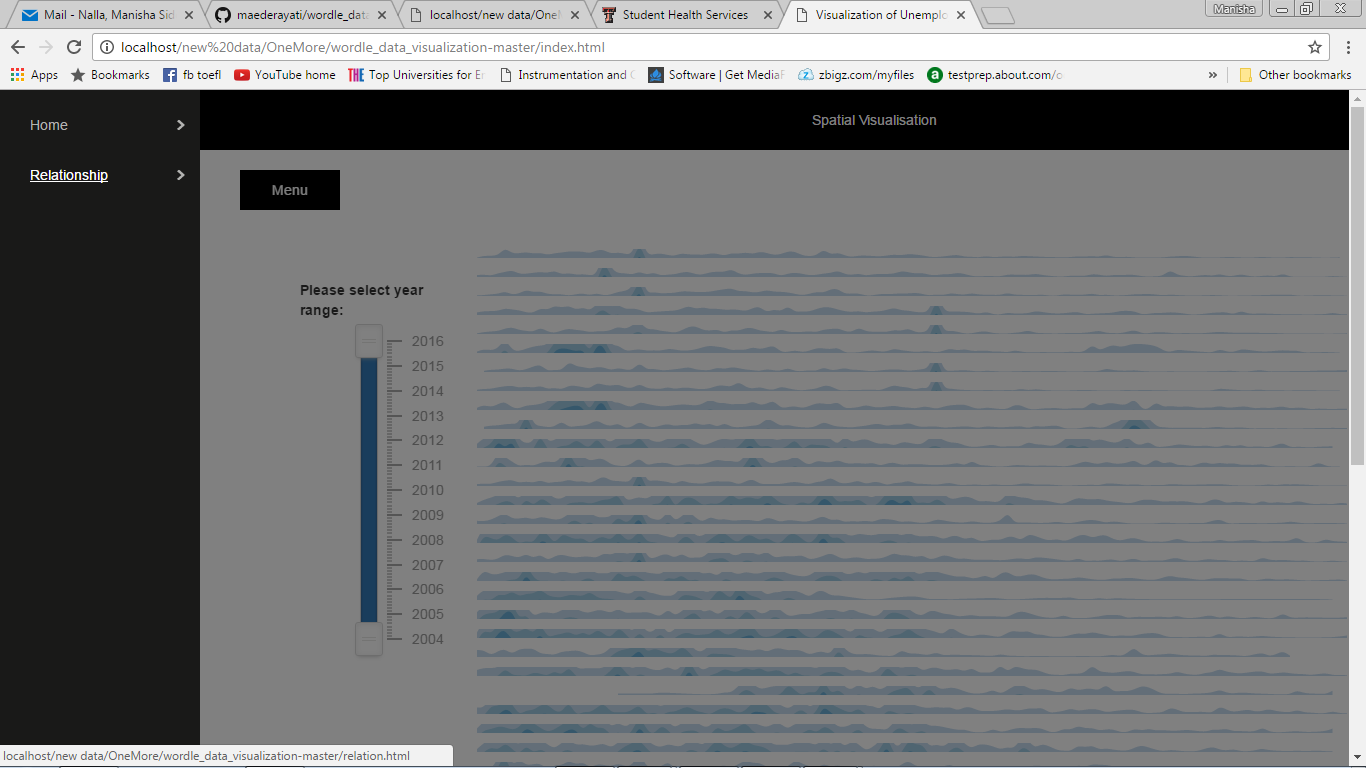 Mail - Nalla, Manisha Sid
maederayati/wordle_data
localhost/new data/OneM
Student Health Services
Visualization of Unemplo
Manisha
localhost/new%20data/OneMore/wordle_data_visualization-master/index.html
Apps
Bookmarks
fb toefl
YouTube home
Top Universities for E
Instrumentation and C
Software | Get MediaF
zbigz.com/myfiles
testprep.about.com/o
»
Other bookmarks
Home
Relationship
Spatial Visualisation
Menu
Please select year
range:
2016
2015
2014
2013
2012
2011
2010
2009
2008
2007
2006
2005
2004
localhost/new data/OneMore/wordle_data_visualization-master/relation.html